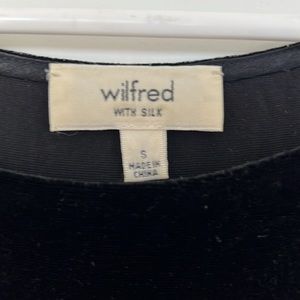 wilfred
WITH SILK
S
MADE IN
CHINA